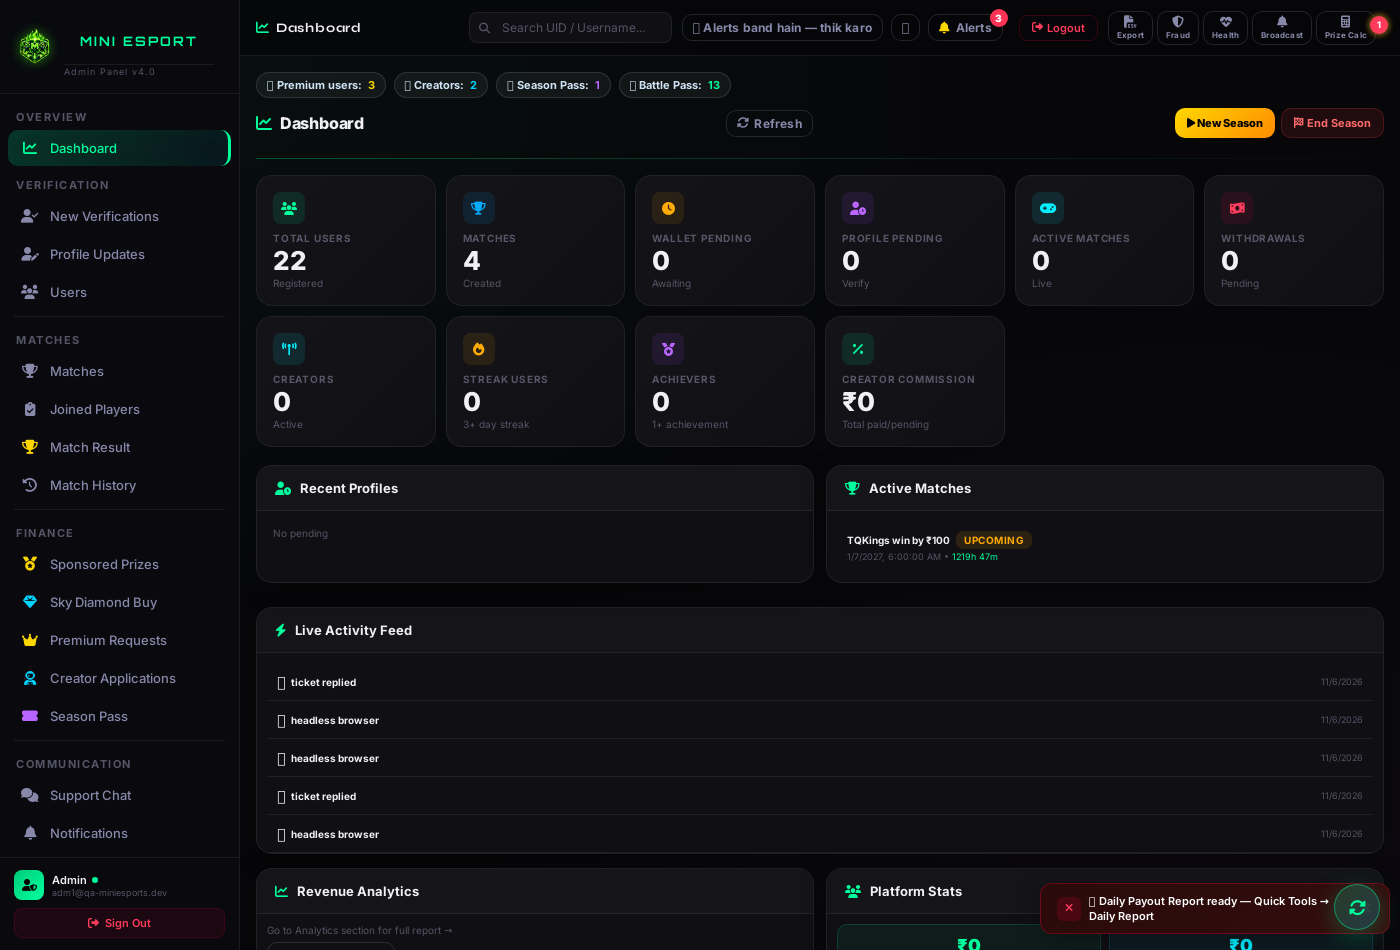 MINI ESPORT
Admin Panel v4.0
OVERVIEW
Dashboard
VERIFICATION
New Verifications
Profile Updates
Users
MATCHES
Matches
Joined Players
Match Result
Match History
FINANCE
Sponsored Prizes
Sky Diamond Buy
Premium Requests
Creator Applications
Season Pass
COMMUNICATION
Support Chat
Notifications
Admin
adm1@qa-miniesports.dev
Sign Out
Dashboard
Search UID / Username...
Alerts band hain — thik karo
Alerts
3
Logout
Export
Fraud
Health
Broadcast
Prize Calc
1
Premium users: 3
Creators: 2
Season Pass: 1
Battle Pass: 13
Dashboard
Refresh
New Season
End Season
TOTAL USERS
22
Registered
MATCHES
4
Created
WALLET PENDING
0
Awaiting
PROFILE PENDING
0
Verify
ACTIVE MATCHES
0
Live
WITHDRAWALS
0
Pending
CREATORS
0
Active
STREAK USERS
0
3+ day streak
ACHIEVERS
0
1+ achievement
CREATOR COMMISSION
₹0
Total paid/pending
Recent Profiles
No pending
Active Matches
TQKings win by ₹100 UPCOMING
1/7/2027, 6:00:00 AM • 1219h 47m
Live Activity Feed
ticket replied 11/6/2026
headless browser 11/6/2026
headless browser 11/6/2026
ticket replied 11/6/2026
headless browser 11/6/2026
Revenue Analytics
Go to Analytics section for full report →
Platform Stats
₹0
₹0
Daily Payout Report ready — Quick Tools →
Daily Report